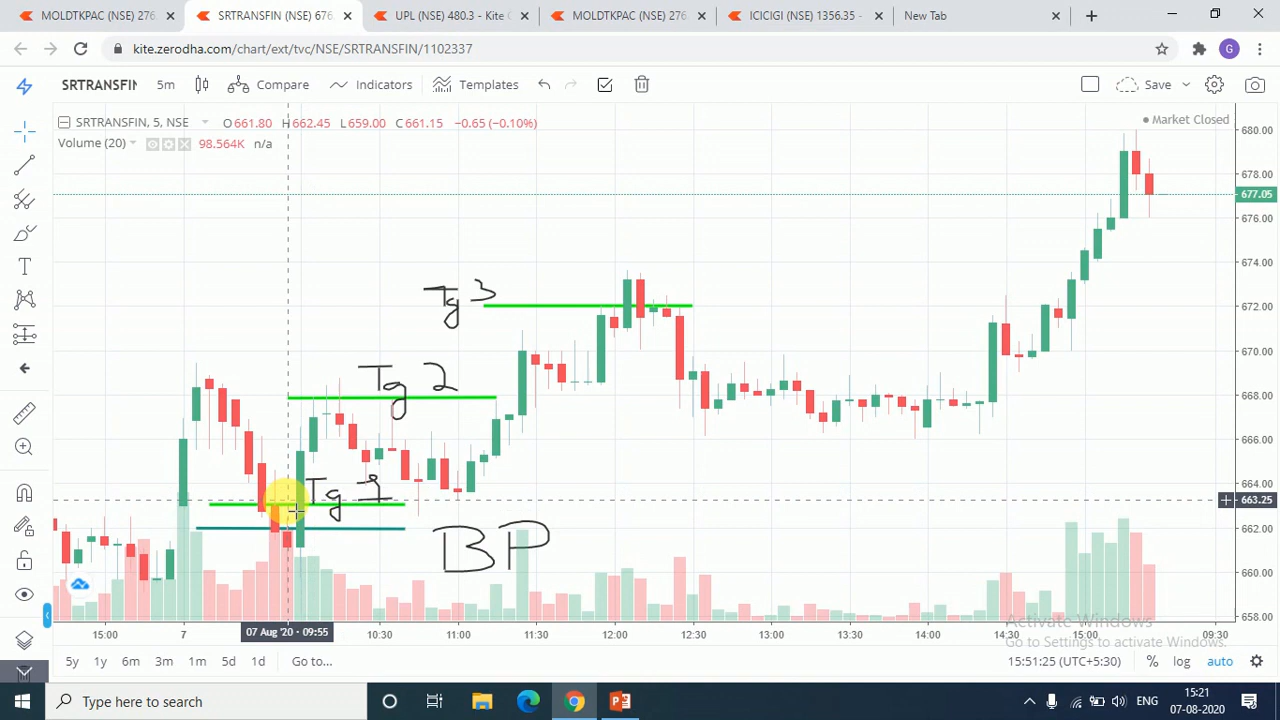 MOLDTKPAC (NSE) 276.
SRTRANSFIN (NSE) 676
UPL (NSE) 480.3 - Kite
MOLDTKPAC (NSE) 276.
ICICIGI (NSE) 1356.35 -
New Tab
kite.zerodha.com/chart/ext/tvc/NSE/SRTRANSFIN/1102337
G
SRTRANSFIN 5m Compare Indicators Templates Save
SRTRANSFIN, 5, NSE O661.80 H662.45 L659.00 C661.15 −0.65 (−0.10%)
Market Closed
Volume (20) 98.564K n/a
680.00
678.00
677.05
676.00
674.00
672.00
670.00
668.00
666.00
664.00
663.25
662.00
660.00
658.00
Tg 3
Tg 2
Tg 1
BP
15:00 7 07 Aug '20 - 09:55 10:30 11:00 11:30 12:00 12:30 13:00 13:30 14:00 14:30 15:00 09:30
Activate Windows
Go to Settings to activate Windows.
5y 1y 6m 3m 1m 5d 1d Go to... 15:51:25 (UTC+5:30) % log auto
Type here to search
ENG
15:21
07-08-2020